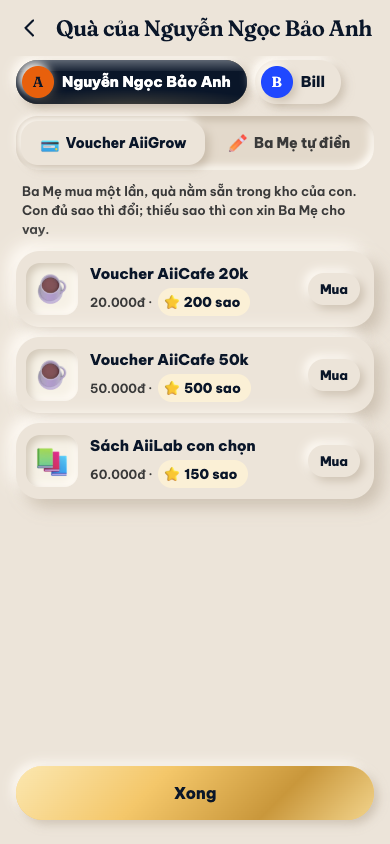 Quà của Nguyễn Ngọc Bảo Anh
A Nguyễn Ngọc Bảo Anh
B Bill
Voucher AiiGrow
Ba Mẹ tự điền
Ba Mẹ mua một lần, quà nằm sẵn trong kho của con.
Con đủ sao thì đổi; thiếu sao thì con xin Ba Mẹ cho
vay.
Voucher AiiCafe 20k
20.000đ · 200 sao
Mua
Voucher AiiCafe 50k
50.000đ · 500 sao
Mua
Sách AiiLab con chọn
60.000đ · 150 sao
Mua
Xong